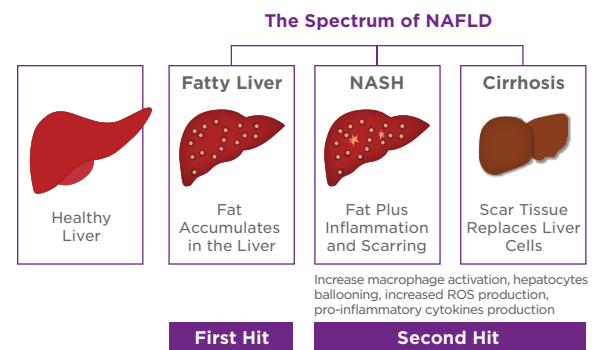 The Spectrum of NAFLD
Healthy
Liver
Fatty Liver
Fat
Accumulates
in the Liver
NASH
Fat Plus
Inflammation
and Scarring
Cirrhosis
Scar Tissue
Replaces Liver
Cells
Increase macrophage activation, hepatocytes
ballooning, increased ROS production,
pro-inflammatory cytokines production
First Hit
Second Hit